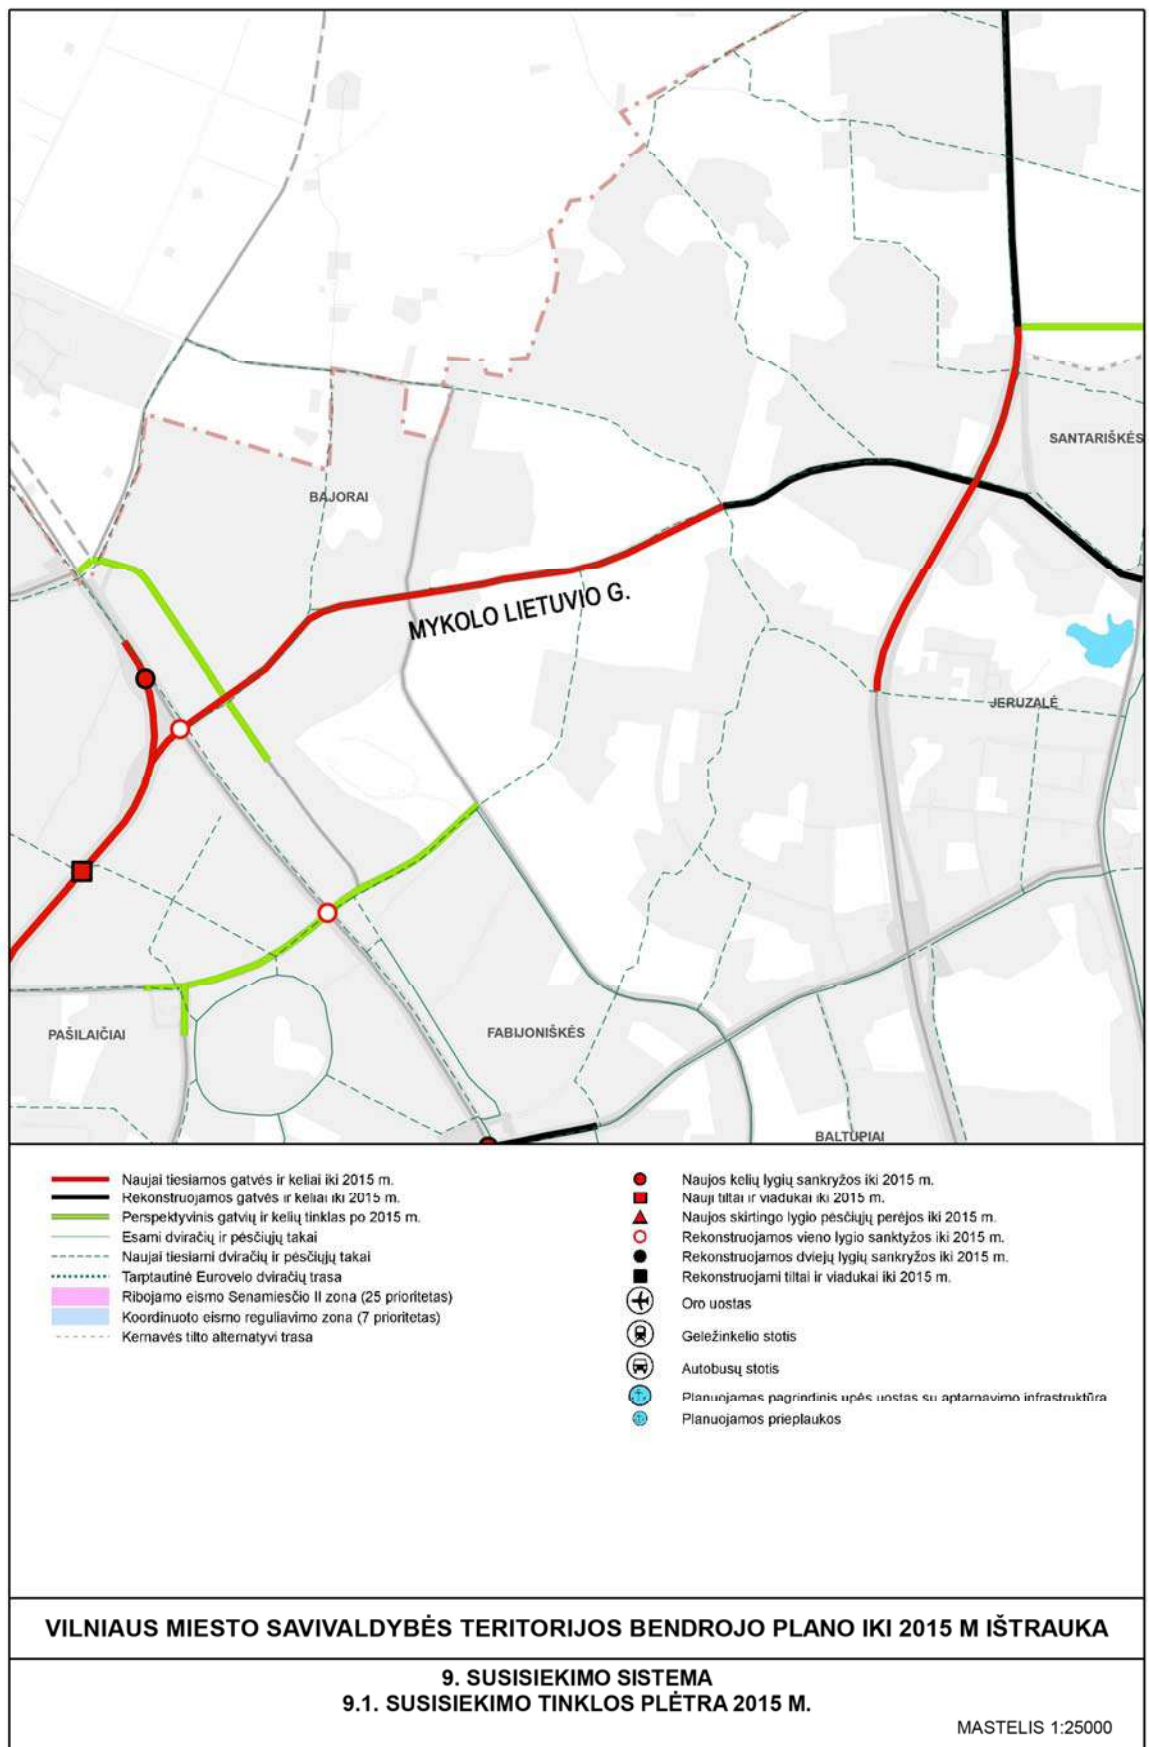 SANTARIŠKĖS
BAJORAI
MYKOLO LIETUVIO G.
JERUZALĖ
PAŠILAIČIAI
FABIJONIŠKĖS
BALTUPIAI
Naujai tiesiamos gatvės ir keliai iki 2015 m.
Rekonstruojamos gatvės ir keliai iki 2015 m.
Perspektyvinis gatvių ir kelių tinklas po 2015 m.
Esami dviračių ir pėsčiųjų takai
Naujai tiesiami dviračių ir pėsčiųjų takai
Tarptautinė Eurovelo dviračių trasa
Ribojamo eismo Senamiesčio II zona (25 prioritetas)
Koordinuoto eismo reguliavimo zona (7 prioritetas)
Kernavės tilto alternatyvi trasa
Naujos kelių lygių sankryžos iki 2015 m.
Nauji tiltai ir viadukai iki 2015 m.
Naujos skirtingo lygio pėsčiųjų perėjos iki 2015 m.
Rekonstruojamos vieno lygio sanktyžos iki 2015 m.
Rekonstruojamos dviejų lygių sankryžos iki 2015 m.
Rekonstruojami tiltai ir viadukai iki 2015 m.
Oro uostas
Geležinkelio stotis
Autobusų stotis
Planuojamas pagrindinis upės uostas su aptarnavimo infrastruktūra
Planuojamos prieplaukos
VILNIAUS MIESTO SAVIVALDYBĖS TERITORIJOS BENDROJO PLANO IKI 2015 M IŠTRAUKA
9. SUSISIEKIMO SISTEMA
9.1. SUSISIEKIMO TINKLOS PLĖTRA 2015 M.
MASTELIS 1:25000